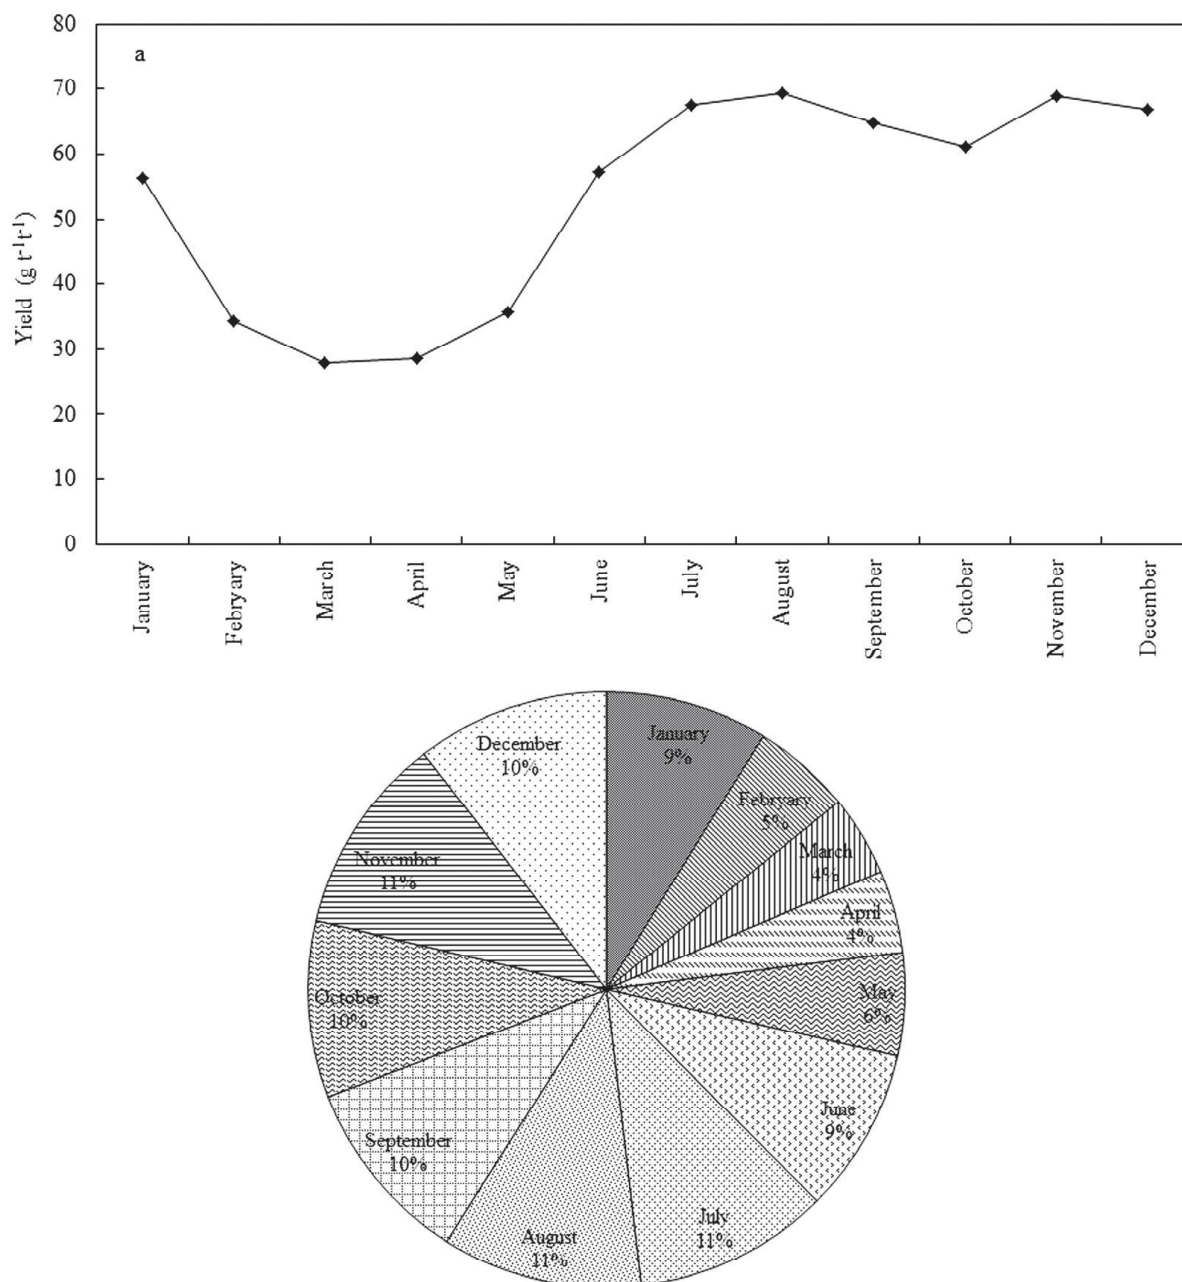 80
a
70
60
50
40
30
20
10
0
Yield (g t⁻¹t⁻¹)
January
Febryary
March
April
May
June
July
August
September
October
November
December
January
9%
Febryary
5%
March
4%
April
4%
May
6%
June
9%
July
11%
August
11%
September
10%
October
10%
November
11%
December
10%